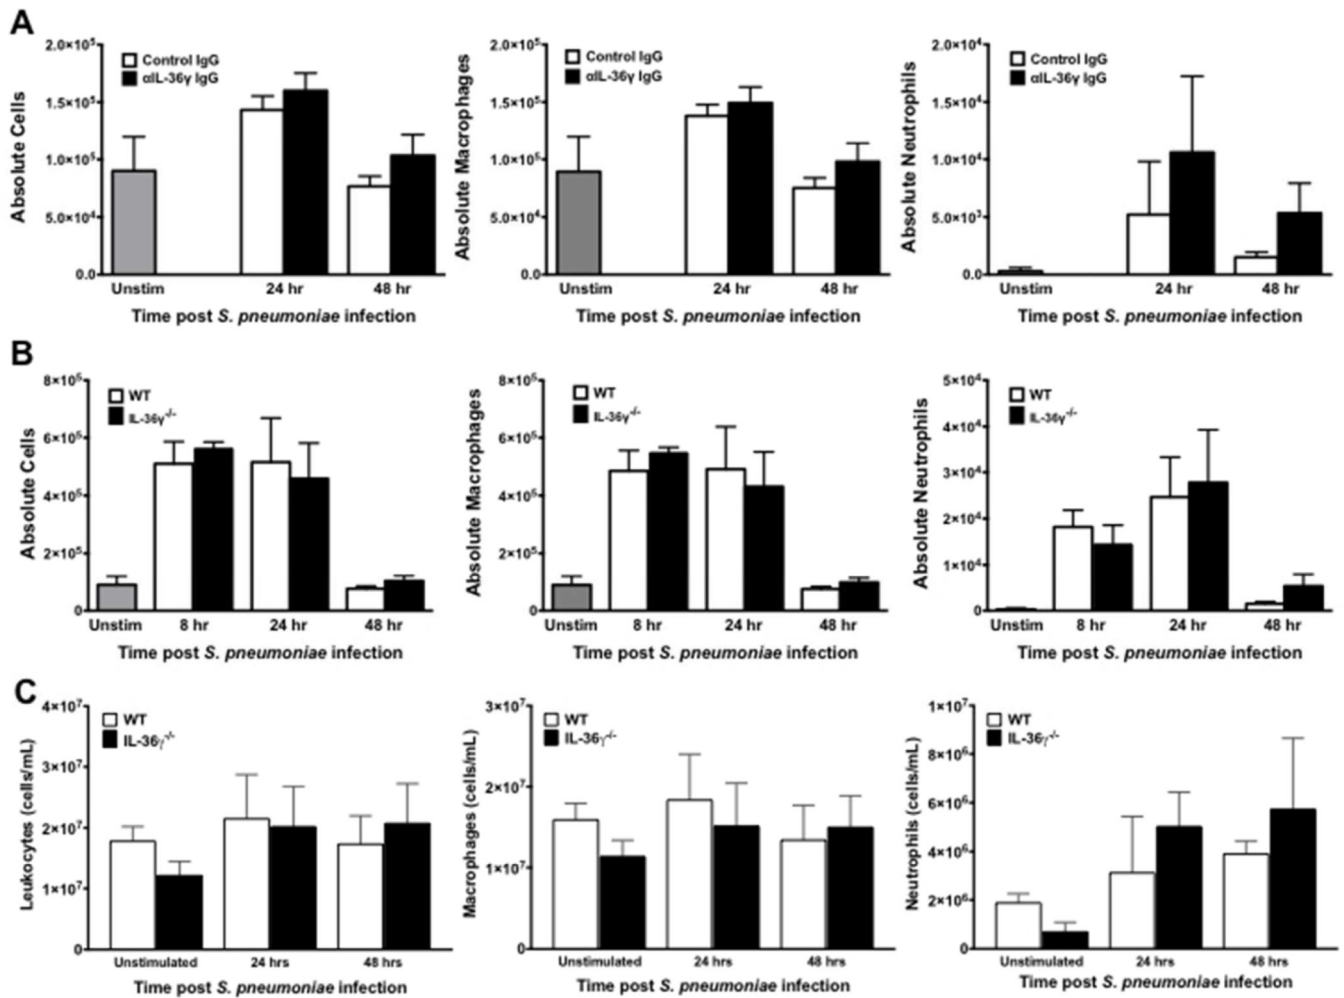 A
Absolute Cells
2.0×10⁵
1.5×10⁵
1.0×10⁵
5.0×10⁴
0.0
Control IgG
αIL-36γ IgG
Unstim 24 hr 48 hr
Time post S. pneumoniae infection
Absolute Macrophages
2.0×10⁵
1.5×10⁵
1.0×10⁵
5.0×10⁴
0.0
Control IgG
αIL-36γ IgG
Unstim 24 hr 48 hr
Time post S. pneumoniae infection
Absolute Neutrophils
2.0×10⁴
1.5×10⁴
1.0×10⁴
5.0×10³
0.0
Control IgG
αIL-36γ IgG
Unstim 24 hr 48 hr
Time post S. pneumoniae infection
B
Absolute Cells
8×10⁵
6×10⁵
4×10⁵
2×10⁵
0
WT
IL-36γ⁻/⁻
Unstim 8 hr 24 hr 48 hr
Time post S. pneumoniae infection
Absolute Macrophages
8×10⁵
6×10⁵
4×10⁵
2×10⁵
0
WT
IL-36γ⁻/⁻
Unstim 8 hr 24 hr 48 hr
Time post S. pneumoniae infection
Absolute Neutrophils
5×10⁴
4×10⁴
3×10⁴
2×10⁴
1×10⁴
0
WT
IL-36γ⁻/⁻
Unstim 8 hr 24 hr 48 hr
Time post S. pneumoniae infection
C
Leukocytes (cells/mL)
4×10⁷
3×10⁷
2×10⁷
1×10⁷
0
WT
IL-36γ⁻/⁻
Unstimulated 24 hrs 48 hrs
Time post S. pneumoniae infection
Macrophages (cells/mL)
3×10⁷
2×10⁷
1×10⁷
0
WT
IL-36γ⁻/⁻
Unstimulated 24 hrs 48 hrs
Time post S. pneumoniae infection
Neutrophils (cells/mL)
1×10⁷
8×10⁶
6×10⁶
4×10⁶
2×10⁶
0
WT
IL-36γ⁻/⁻
Unstimulated 24 hrs 48 hrs
Time post S. pneumoniae infection